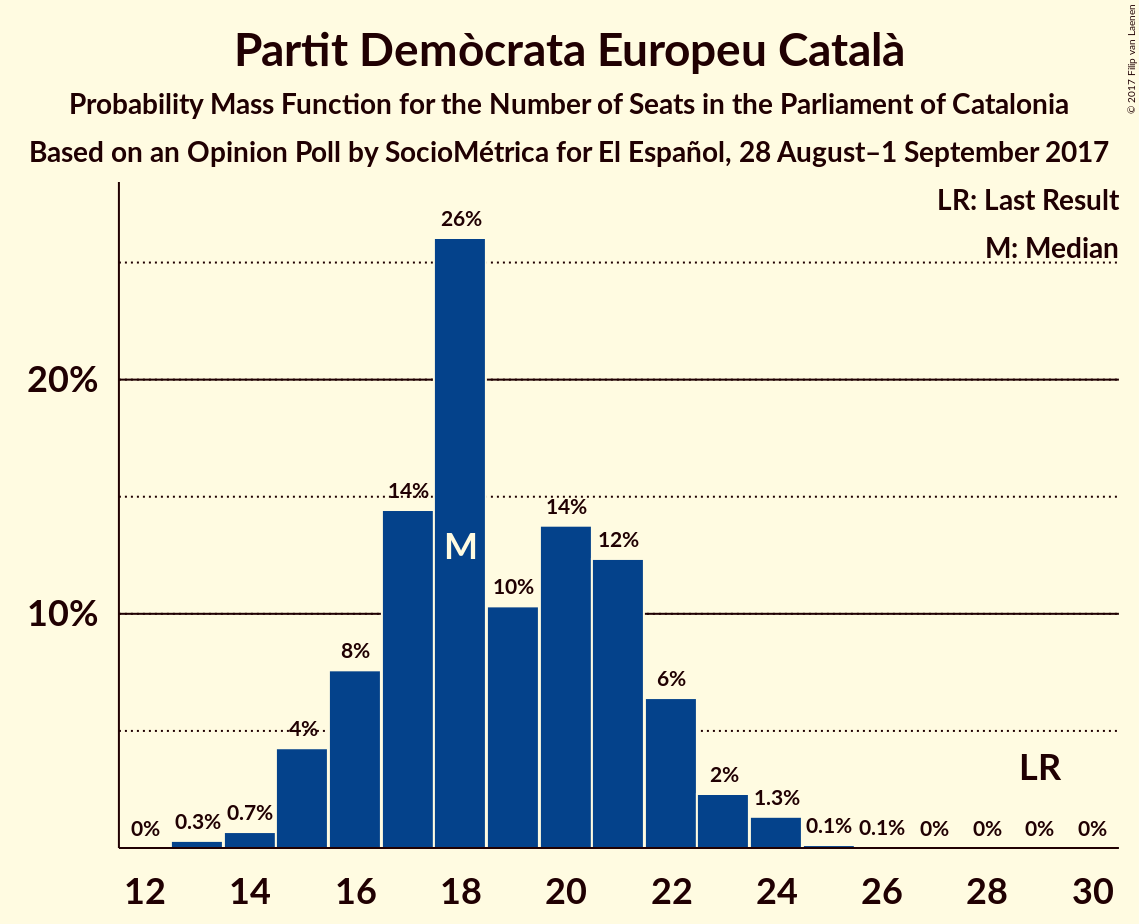 Partit Demòcrata Europeu Català
Probability Mass Function for the Number of Seats in the Parliament of Catalonia
Based on an Opinion Poll by SocioMétrica for El Español, 28 August–1 September 2017
© 2017 Filip van Laenen
LR: Last Result
M: Median
26%
20%
14%
14%
M
12%
10%
10%
8%
6%
4%
LR
2%
1.3%
0.7%
0.3%
0%
0.1%
0.1%
0%
0%
0%
0%
12 14 16 18 20 22 24 26 28 30